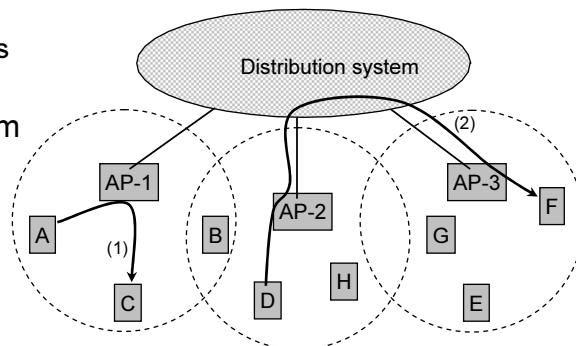 s
m
Distribution system
(2)
AP-1
AP-3
AP-2
F
A
B
G
(1)
H
C
D
E